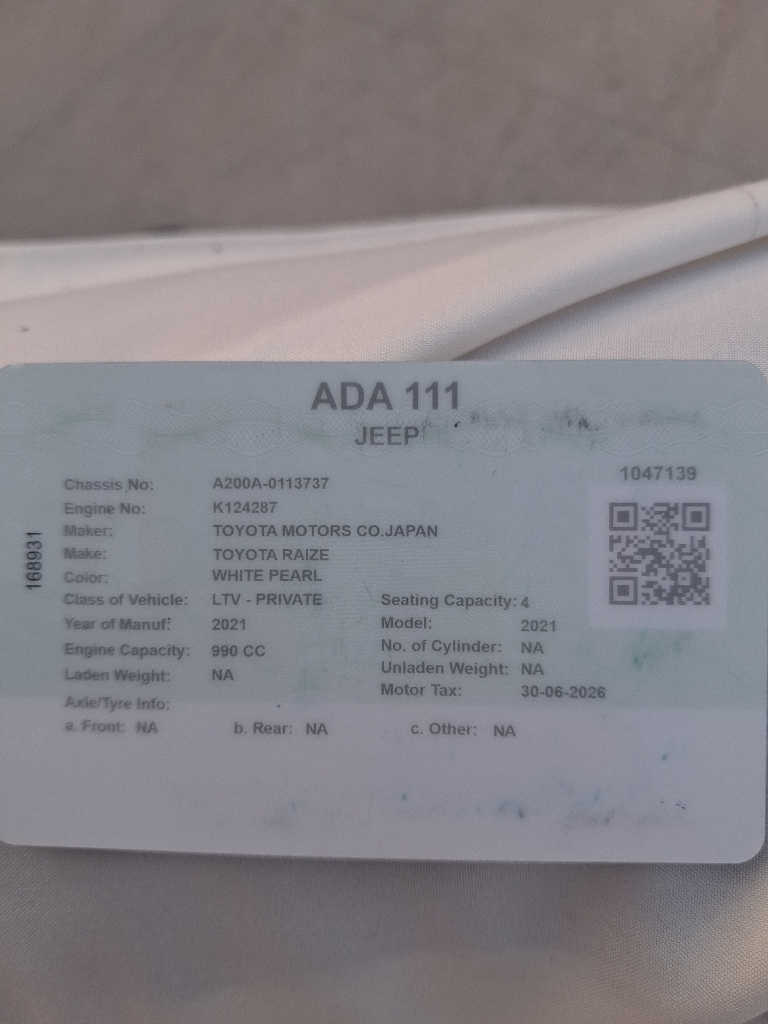 ADA 111
JEEP
1047139
168931
Chassis No: A200A-0113737
Engine No: K124287
Maker: TOYOTA MOTORS CO.JAPAN
Make: TOYOTA RAIZE
Color: WHITE PEARL
Class of Vehicle: LTV - PRIVATE Seating Capacity: 4
Year of Manuf: 2021 Model: 2021
Engine Capacity: 990 CC No. of Cylinder: NA
Laden Weight: NA Unladen Weight: NA
Motor Tax: 30-06-2026
Axle/Tyre Info:
a. Front: NA b. Rear: NA c. Other: NA